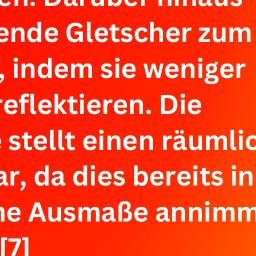 en. Darüber hinaus
ende Gletscher zum
, indem sie weniger
reflektieren. Die
e stellt einen räumlic
ar, da dies bereits in
he Ausmaße annimm
[7]